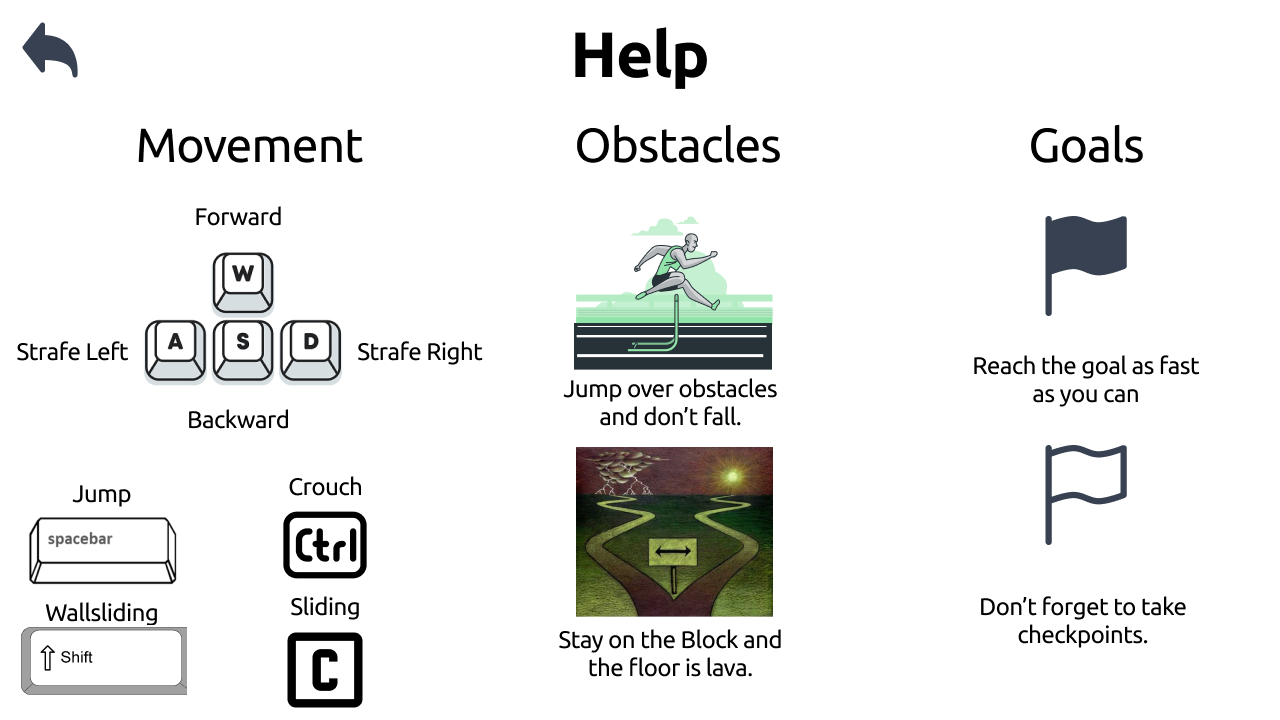 Help
Movement
Forward
W
A
S
D
Strafe Left
Strafe Right
Backward
Jump
spacebar
Crouch
Ctrl
Wallsliding
Shift
Sliding
C
Obstacles
Jump over obstacles
and don't fall.
Stay on the Block and
the floor is lava.
Goals
Reach the goal as fast
as you can
Don't forget to take
checkpoints.